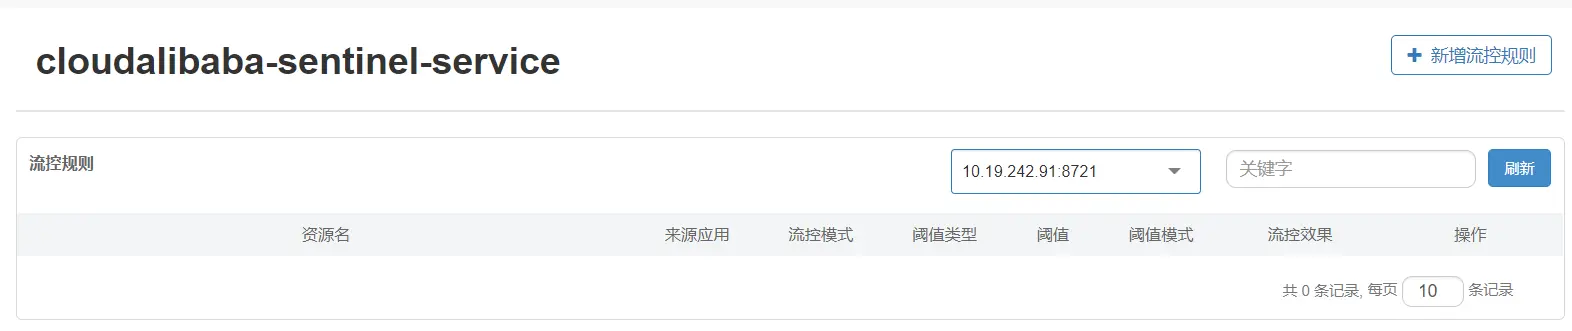 cloudalibaba-sentinel-service
+ 新增流控规则
流控规则
10.19.242.91:8721
关键字
刷新
资源名 来源应用 流控模式 阈值类型 阈值 阈值模式 流控效果 操作
共 0 条记录, 每页 10 条记录